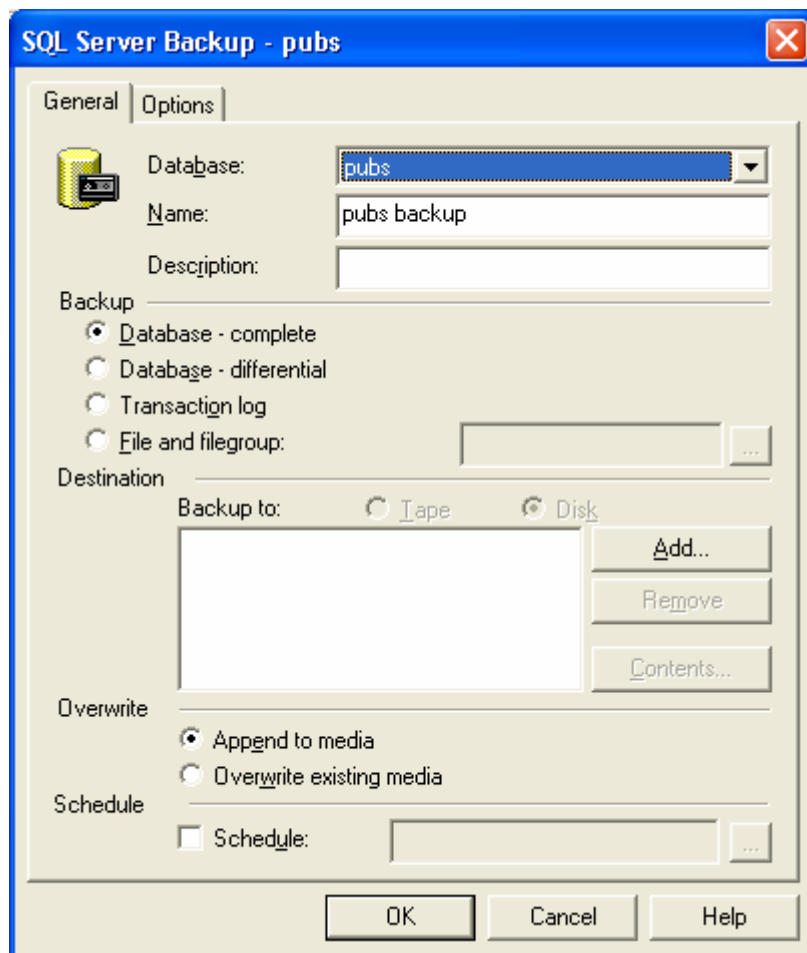 SQL Server Backup - pubs
General Options
Database: pubs
Name: pubs backup
Description:
Backup
Database - complete
Database - differential
Transaction log
File and filegroup: ...
Destination
Backup to: Tape Disk
Add...
Remove
Contents...
Overwrite
Append to media
Overwrite existing media
Schedule
Schedule: ...
OK Cancel Help